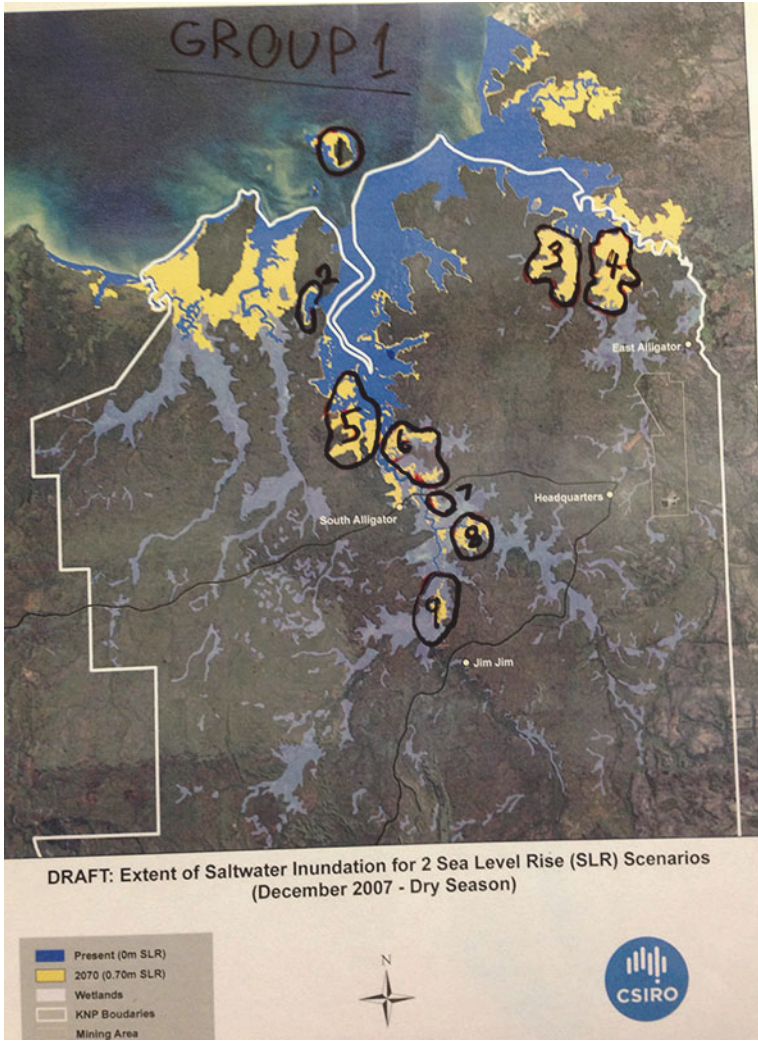 GROUP 1
1
2
3
4
East Alligator
5
6
7
Headquarters
South Alligator
8
9
Jim Jim
DRAFT: Extent of Saltwater Inundation for 2 Sea Level Rise (SLR) Scenarios
(December 2007 - Dry Season)
Present (0m SLR)
2070 (0.70m SLR)
Wetlands
KNP Boudaries
Mining Area
N
CSIRO